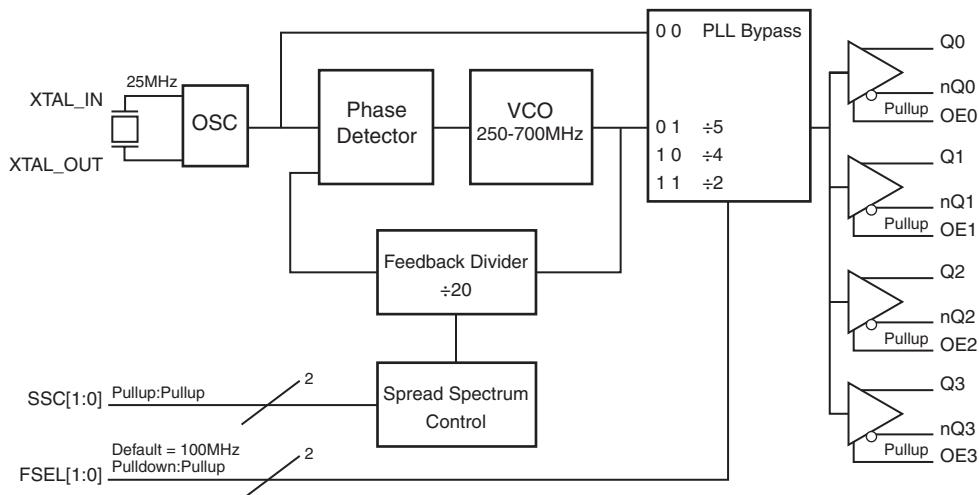 XTAL_IN
25MHz
XTAL_OUT
OSC
Phase
Detector
VCO
250-700MHz
0 0 PLL Bypass
0 1 ÷5
1 0 ÷4
1 1 ÷2
Feedback Divider
÷20
Spread Spectrum
Control
SSC[1:0] Pullup:Pullup
2
Default = 100MHz
FSEL[1:0] Pulldown:Pullup
2
Q0
nQ0
Pullup OE0
Q1
nQ1
Pullup OE1
Q2
nQ2
Pullup OE2
Q3
nQ3
Pullup OE3